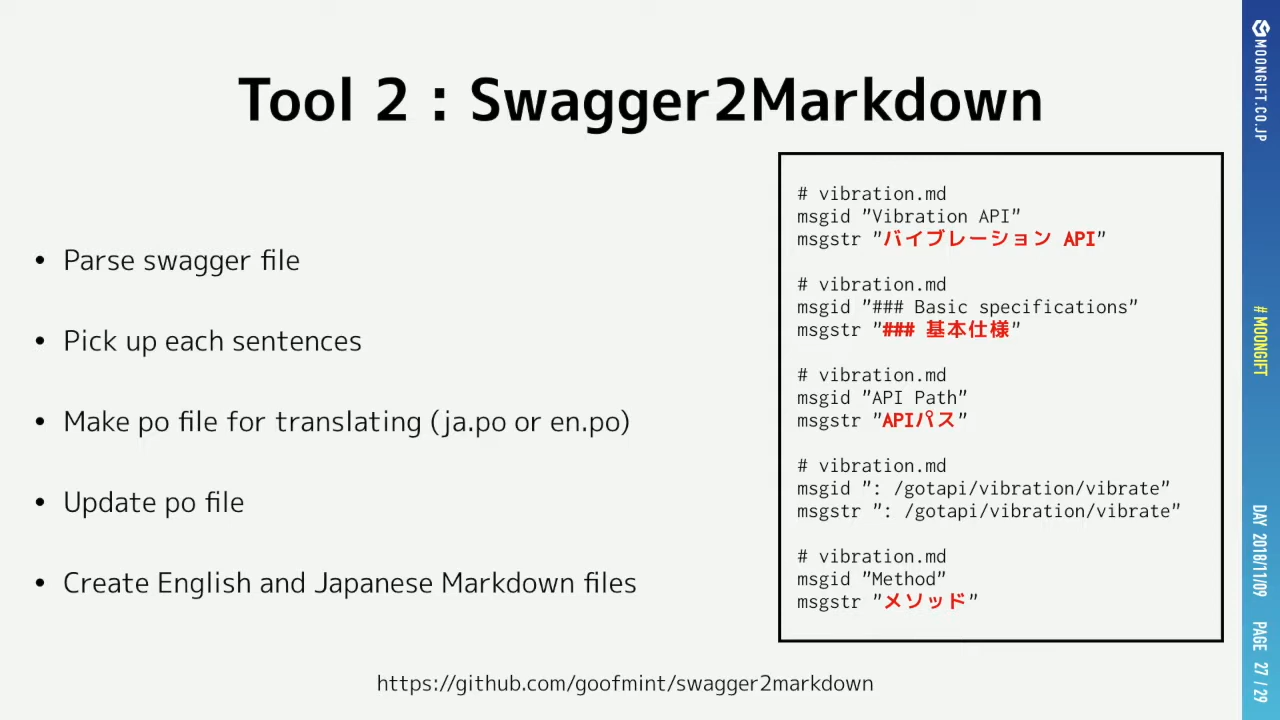 Tool 2 : Swagger2Markdown
• Parse swagger file
• Pick up each sentences
• Make po file for translating (ja.po or en.po)
• Update po file
• Create English and Japanese Markdown files
# vibration.md
msgid "Vibration API"
msgstr "バイブレーション API"
# vibration.md
msgid "### Basic specifications"
msgstr "### 基本仕様"
# vibration.md
msgid "API Path"
msgstr "APIパス"
# vibration.md
msgid ": /gotapi/vibration/vibrate"
msgstr ": /gotapi/vibration/vibrate"
# vibration.md
msgid "Method"
msgstr "メソッド"
https://github.com/goofmint/swagger2markdown
MOONGIFT.CO.JP
# MOONGIFT
DAY 2018/11/09 PAGE 27 / 29